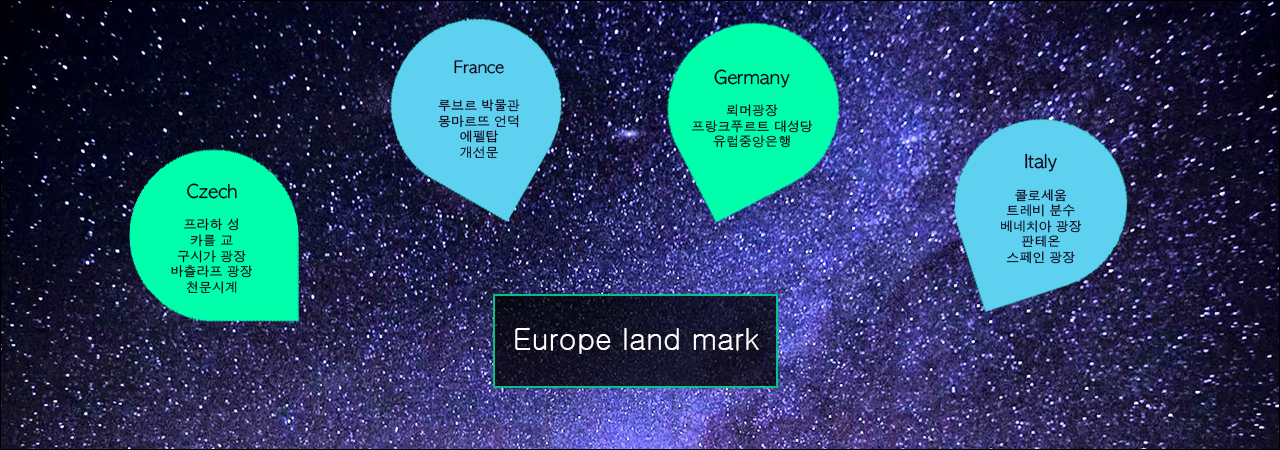 France
루브르 박물관
몽마르뜨 언덕
에펠탑
개선문
Germany
뢰머광장
프랑크푸르트 대성당
유럽중앙은행
Italy
콜로세움
트레비 분수
베네치아 광장
판테온
스페인 광장
Czech
프라하 성
카를 교
구시가 광장
바츨라프 광장
천문시계
Europe land mark